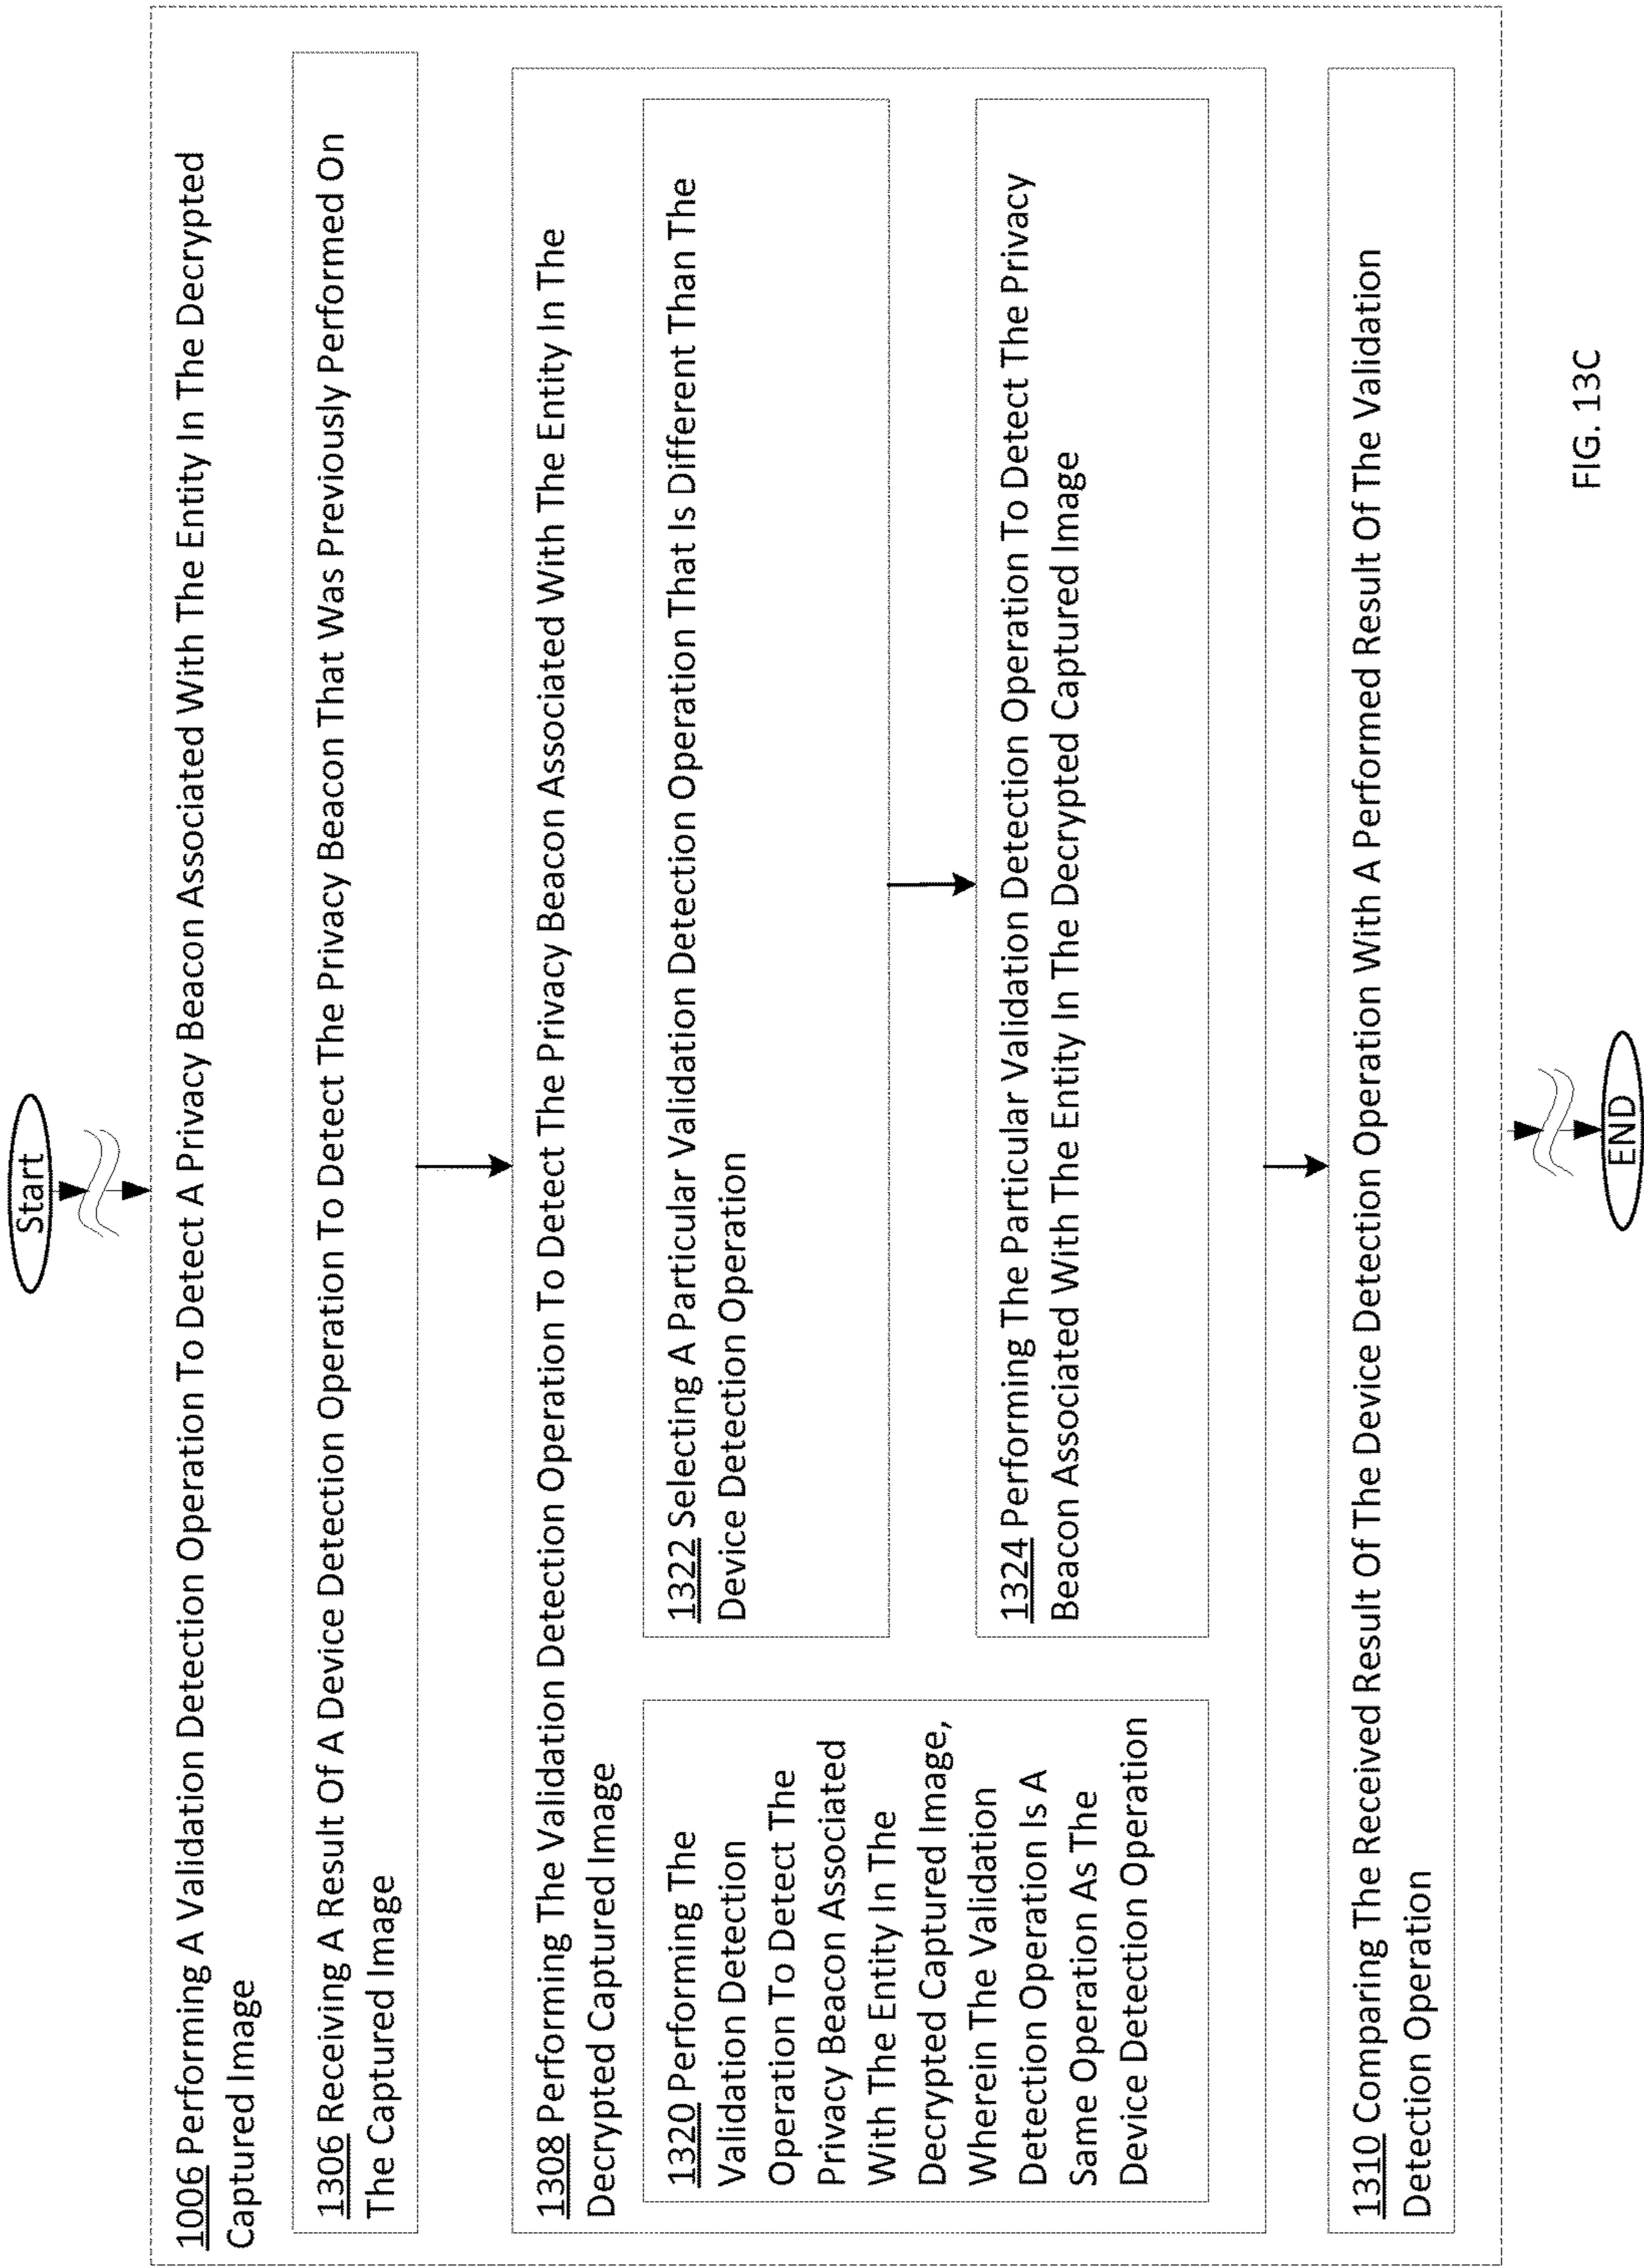 Start
1006 Performing A Validation Detection Operation To Detect A Privacy Beacon Associated With The Entity In The Decrypted
Captured Image
1306 Receiving A Result Of A Device Detection Operation To Detect The Privacy Beacon That Was Previously Performed On
The Captured Image
1308 Performing The Validation Detection Operation To Detect The Privacy Beacon Associated With The Entity In The
Decrypted Captured Image
1320 Performing The
Validation Detection
Operation To Detect The
Privacy Beacon Associated
With The Entity In The
Decrypted Captured Image,
Wherein The Validation
Detection Operation Is A
Same Operation As The
Device Detection Operation
1322 Selecting A Particular Validation Detection Operation That Is Different Than The
Device Detection Operation
1324 Performing The Particular Validation Detection Operation To Detect The Privacy
Beacon Associated With The Entity In The Decrypted Captured Image
1310 Comparing The Received Result Of The Device Detection Operation With A Performed Result Of The Validation
Detection Operation
END
FIG. 13C